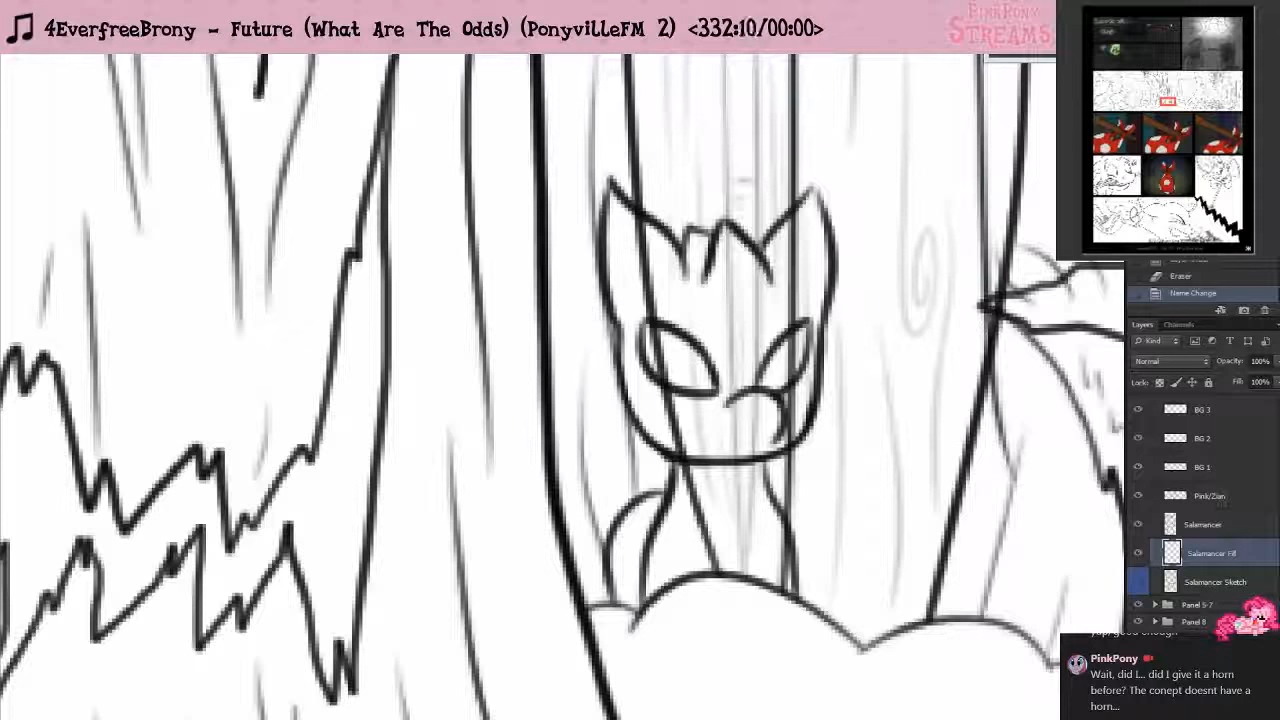 4EverfreeBrony - Future (What Are The Odds) (PonyvilleFM 2) <332:10/00:00>
PINKPONY
STREAMS
Eraser
Name Change
Layers Channels
Kind
Normal Opacity: 100%
Lock: Fill: 100%
BG 3
BG 2
BG 1
Pink/Zian
Salamancer
Salamancer Fill
Salamancer Sketch
Panel 5-7
Panel 8
yup, good enough
PinkPony
Wait, did I... did I give it a horn
before? The conept doesnt have a
horn...